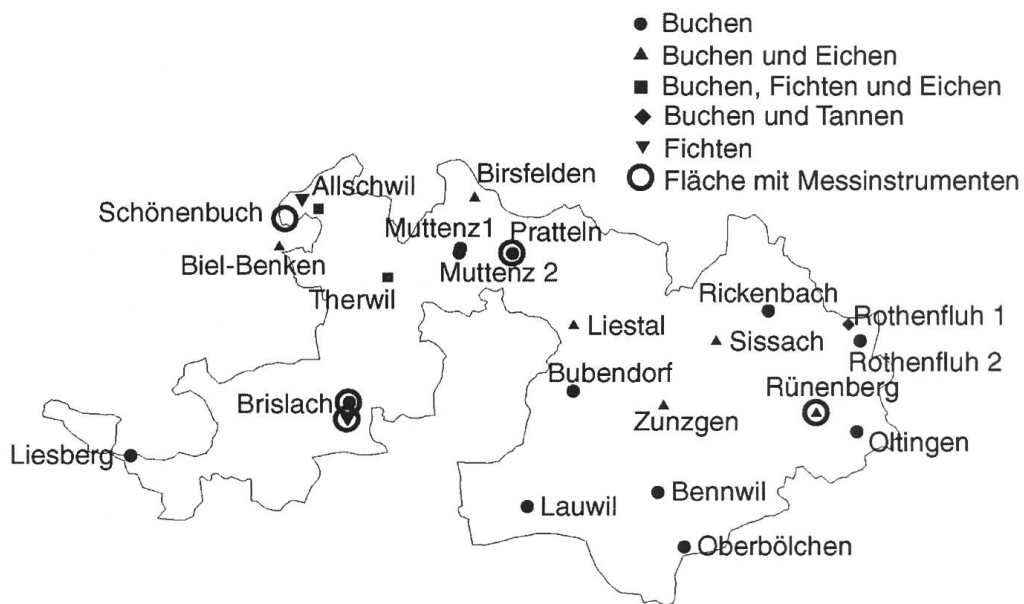 Buchen
Buchen und Eichen
Buchen, Fichten und Eichen
Buchen und Tannen
Fichten
Fläche mit Messinstrumenten
Allschwil
Birsfelden
Schönenbuch
Muttenz1
Pratteln
Biel-Benken
Muttenz 2
Therwil
Rickenbach
Rothenfluh 1
Liestal
Sissach
Rothenfluh 2
Bubendorf
Rünenberg
Brislach
Zunzgen
Oltingen
Liesberg
Bennwil
Lauwil
Oberbölchen